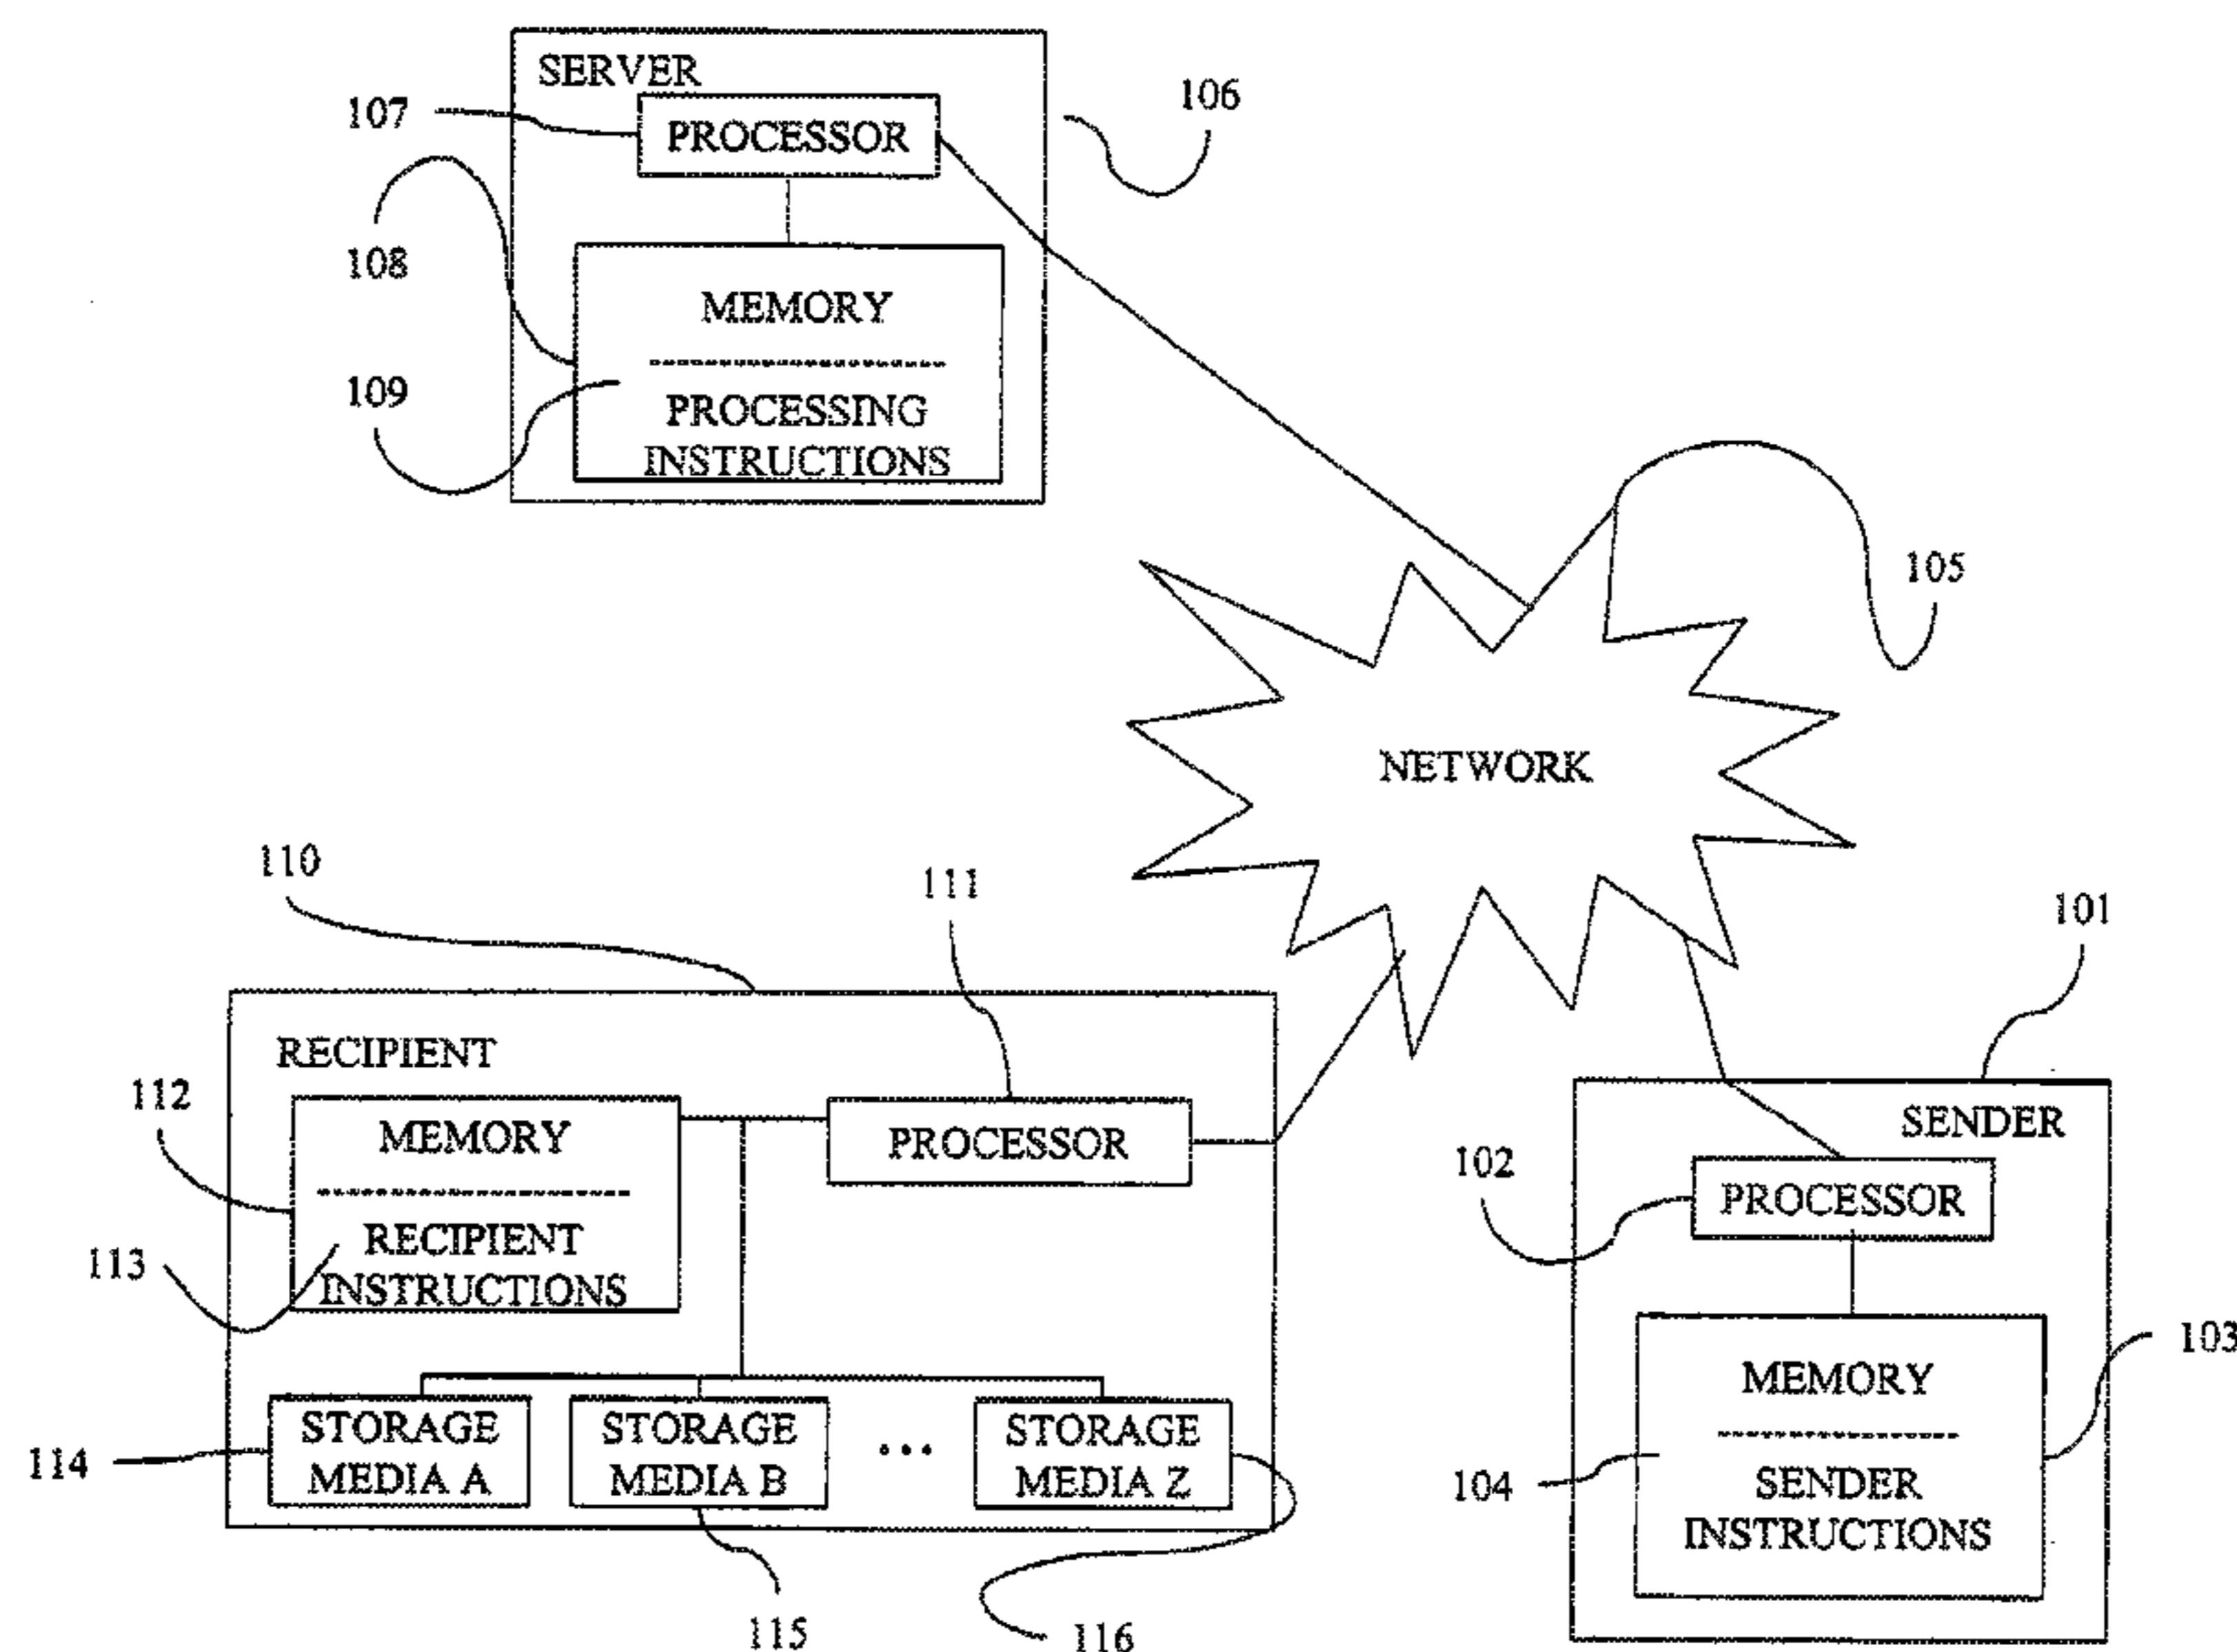 SERVER
107
PROCESSOR
106
108
MEMORY
109
PROCESSING
INSTRUCTIONS
105
NETWORK
110
111
101
RECIPIENT
112
MEMORY
PROCESSOR
SENDER
102
PROCESSOR
113
RECIPIENT
INSTRUCTIONS
103
MEMORY
114
STORAGE
MEDIA A
STORAGE
MEDIA B
...
STORAGE
MEDIA Z
104
SENDER
INSTRUCTIONS
115
116